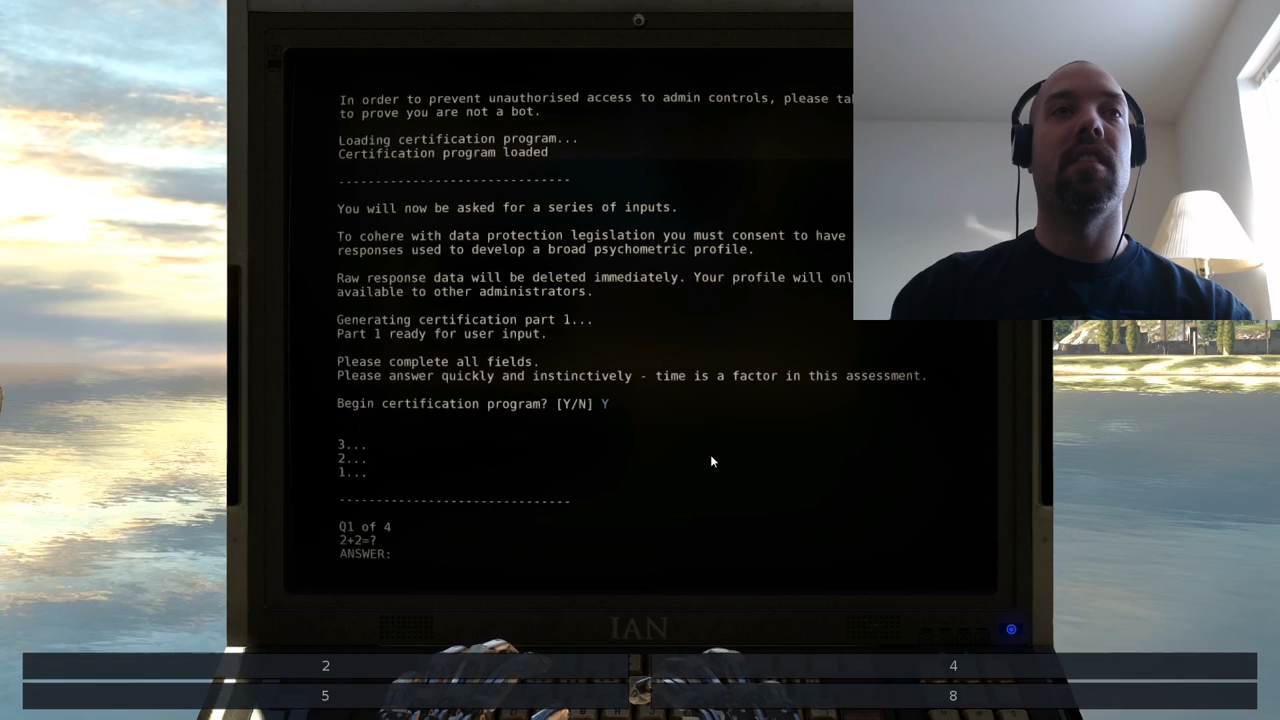 In order to prevent unauthorised access to admin controls, please
to prove you are not a bot.
Loading certification program...
Certification program loaded
------------------------------
You will now be asked for a series of inputs.
To cohere with data protection legislation you must consent to have
responses used to develop a broad psychometric profile.
Raw response data will be deleted immediately. Your profile will
available to other administrators.
Generating certification part 1...
Part 1 ready for user input.
Please complete all fields.
Please answer quickly and instinctively - time is a factor in this assessment.
Begin certification program? [Y/N] Y
3...
2...
1...
------------------------------
Q1 of 4
2+2=?
ANSWER:
IAN
2 4
5 8